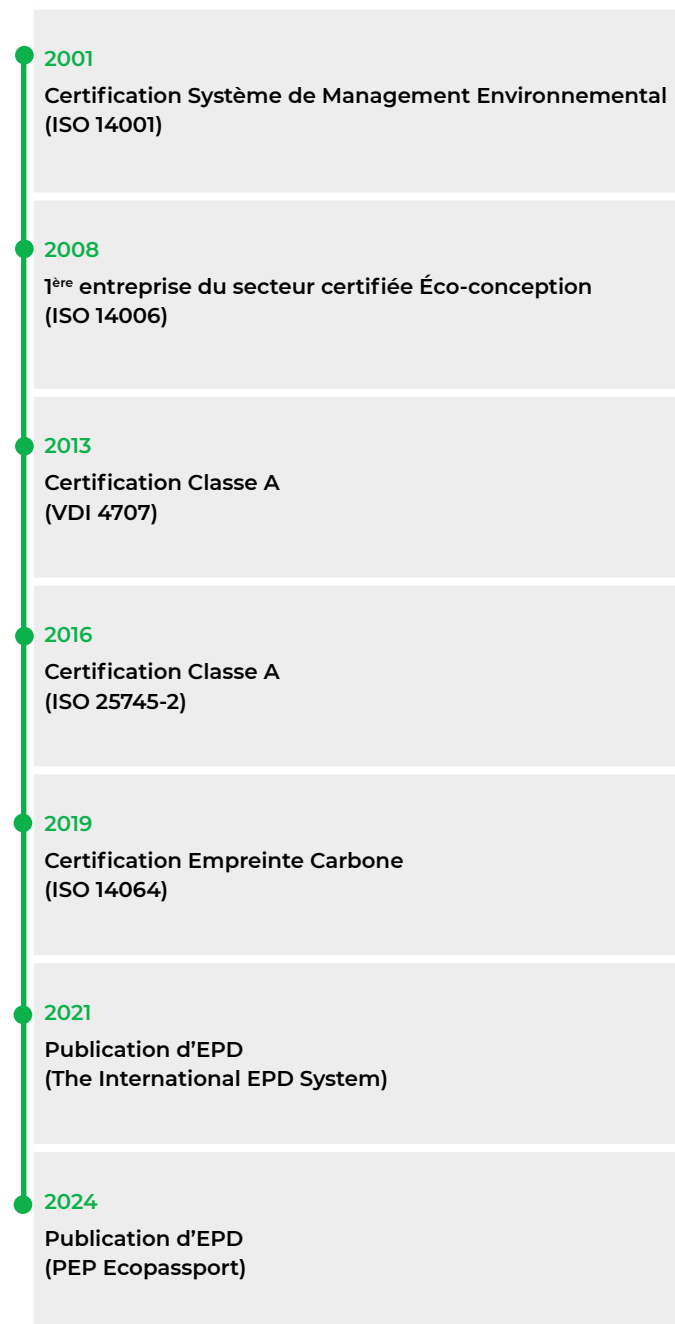 2001
Certification Système de Management Environnemental
(ISO 14001)
2008
1ère entreprise du secteur certifiée Éco-conception
(ISO 14006)
2013
Certification Classe A
(VDI 4707)
2016
Certification Classe A
(ISO 25745-2)
2019
Certification Empreinte Carbone
(ISO 14064)
2021
Publication d’EPD
(The International EPD System)
2024
Publication d’EPD
(PEP Ecopassport)